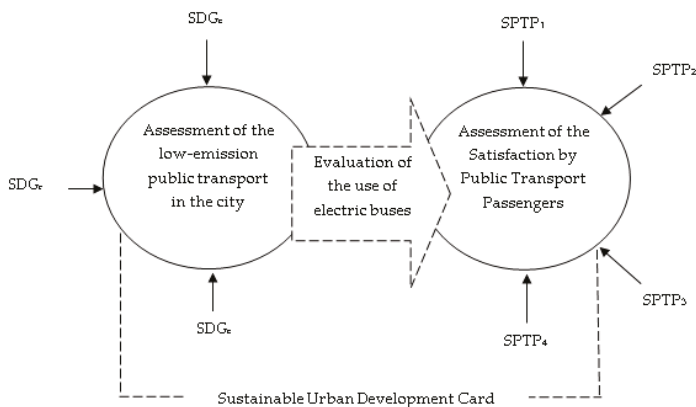 SDG
SPTP₁
SPTP₂
Assessment of the
low-emission
public transport
in the city
Evaluation of
the use of
electric buses
Assessment of the
Satisfaction by
Public Transport
Passengers
SDG
SDG
SPTP₃
SPTP₄
Sustainable Urban Development Card